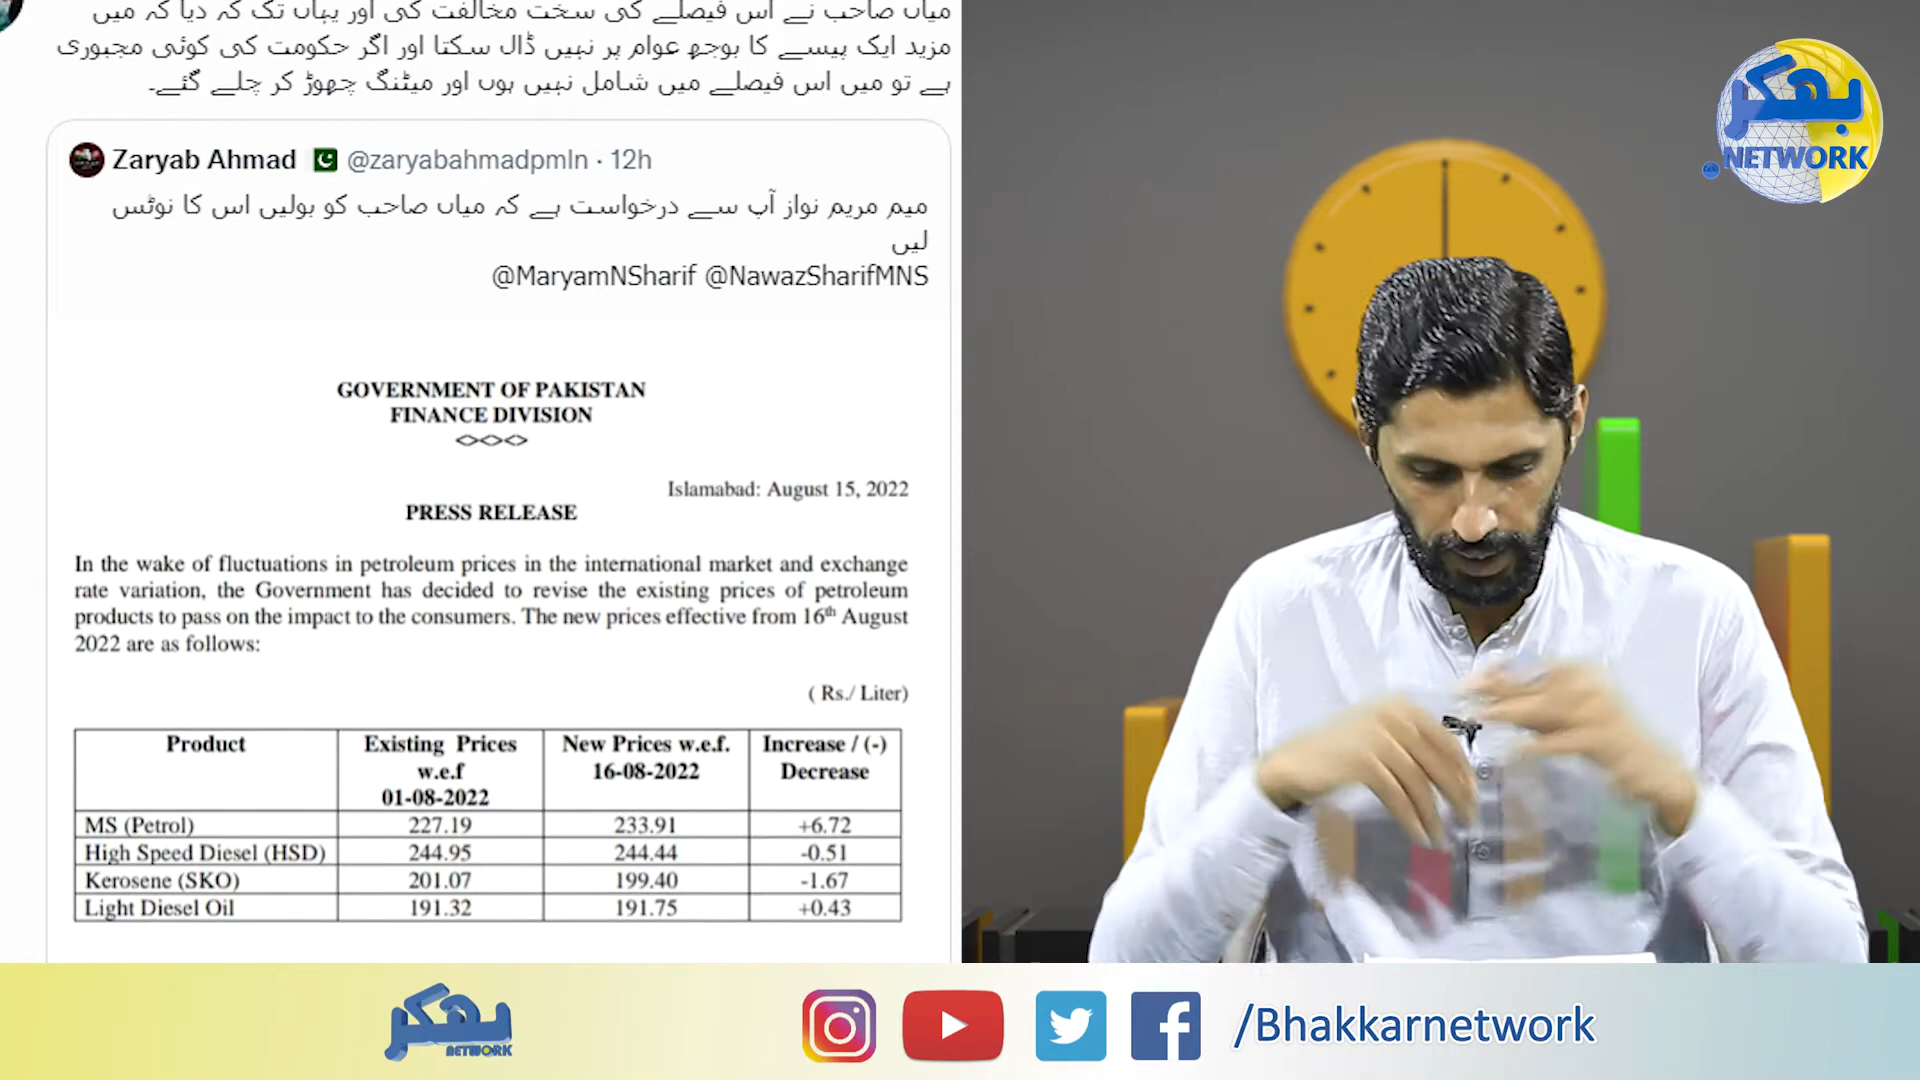 میاں صاحب نے اس فیصلے کی سخت مخالفت کی اور یہاں تک کہ دیا کہ میں
مزید ایک پیسے کا بوجھ عوام پر نہیں ڈال سکتا اور اگر حکومت کی کوئی مجبوری
ہے تو میں اس فیصلے میں شامل نہیں ہوں اور میٹنگ چھوڑ کر چلے گئے۔
Zaryab Ahmad @zaryabahmadpmln · 12h
میم مریم نواز آپ سے درخواست ہے کہ میاں صاحب کو بولیں اس کا نوٹس
لیں
@MaryamNSharif @NawazSharifMNS
GOVERNMENT OF PAKISTAN
FINANCE DIVISION
Islamabad: August 15, 2022
PRESS RELEASE
In the wake of fluctuations in petroleum prices in the international market and exchange
rate variation, the Government has decided to revise the existing prices of petroleum
products to pass on the impact to the consumers. The new prices effective from 16th August
2022 are as follows:
( Rs./ Liter)
Product Existing Prices w.e.f 01-08-2022 New Prices w.e.f. 16-08-2022 Increase / (-) Decrease
MS (Petrol) 227.19 233.91 +6.72
High Speed Diesel (HSD) 244.95 244.44 -0.51
Kerosene (SKO) 201.07 199.40 -1.67
Light Diesel Oil 191.32 191.75 +0.43
بھکر
NETWORK
بھکر
NETWORK
/Bhakkarnetwork